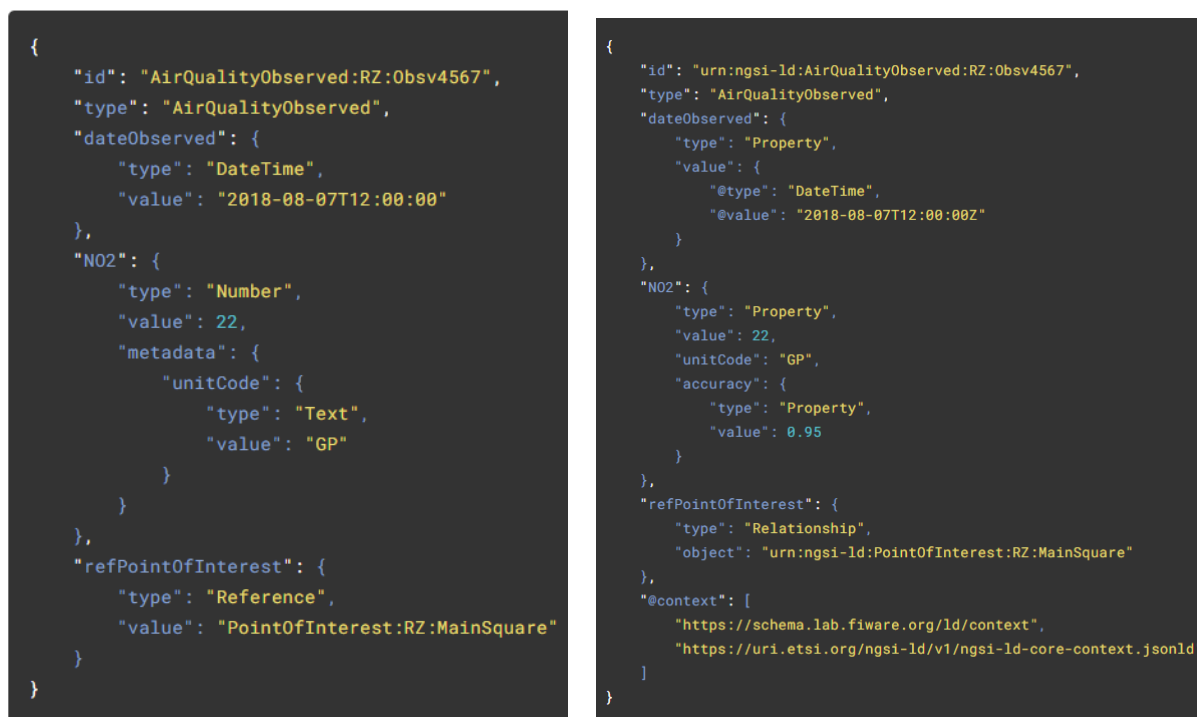 {
    "id": "AirQualityObserved:RZ:Obsv4567",
    "type": "AirQualityObserved",
    "dateObserved": {
        "type": "DateTime",
        "value": "2018-08-07T12:00:00"
    },
    "NO2": {
        "type": "Number",
        "value": 22,
        "metadata": {
            "unitCode": {
                "type": "Text",
                "value": "GP"
            }
        }
    },
    "refPointOfInterest": {
        "type": "Reference",
        "value": "PointOfInterest:RZ:MainSquare"
    }
}
{
    "id": "urn:ngsi-ld:AirQualityObserved:RZ:Obsv4567",
    "type": "AirQualityObserved",
    "dateObserved": {
        "type": "Property",
        "value": {
            "@type": "DateTime",
            "@value": "2018-08-07T12:00:00Z"
        }
    },
    "NO2": {
        "type": "Property",
        "value": 22,
        "unitCode": "GP",
        "accuracy": {
            "type": "Property",
            "value": 0.95
        }
    },
    "refPointOfInterest": {
        "type": "Relationship",
        "object": "urn:ngsi-ld:PointOfInterest:RZ:MainSquare"
    },
    "@context": [
        "https://schema.lab.fiware.org/ld/context",
        "https://uri.etsi.org/ngsi-ld/v1/ngsi-ld-core-context.jsonld
    ]
}